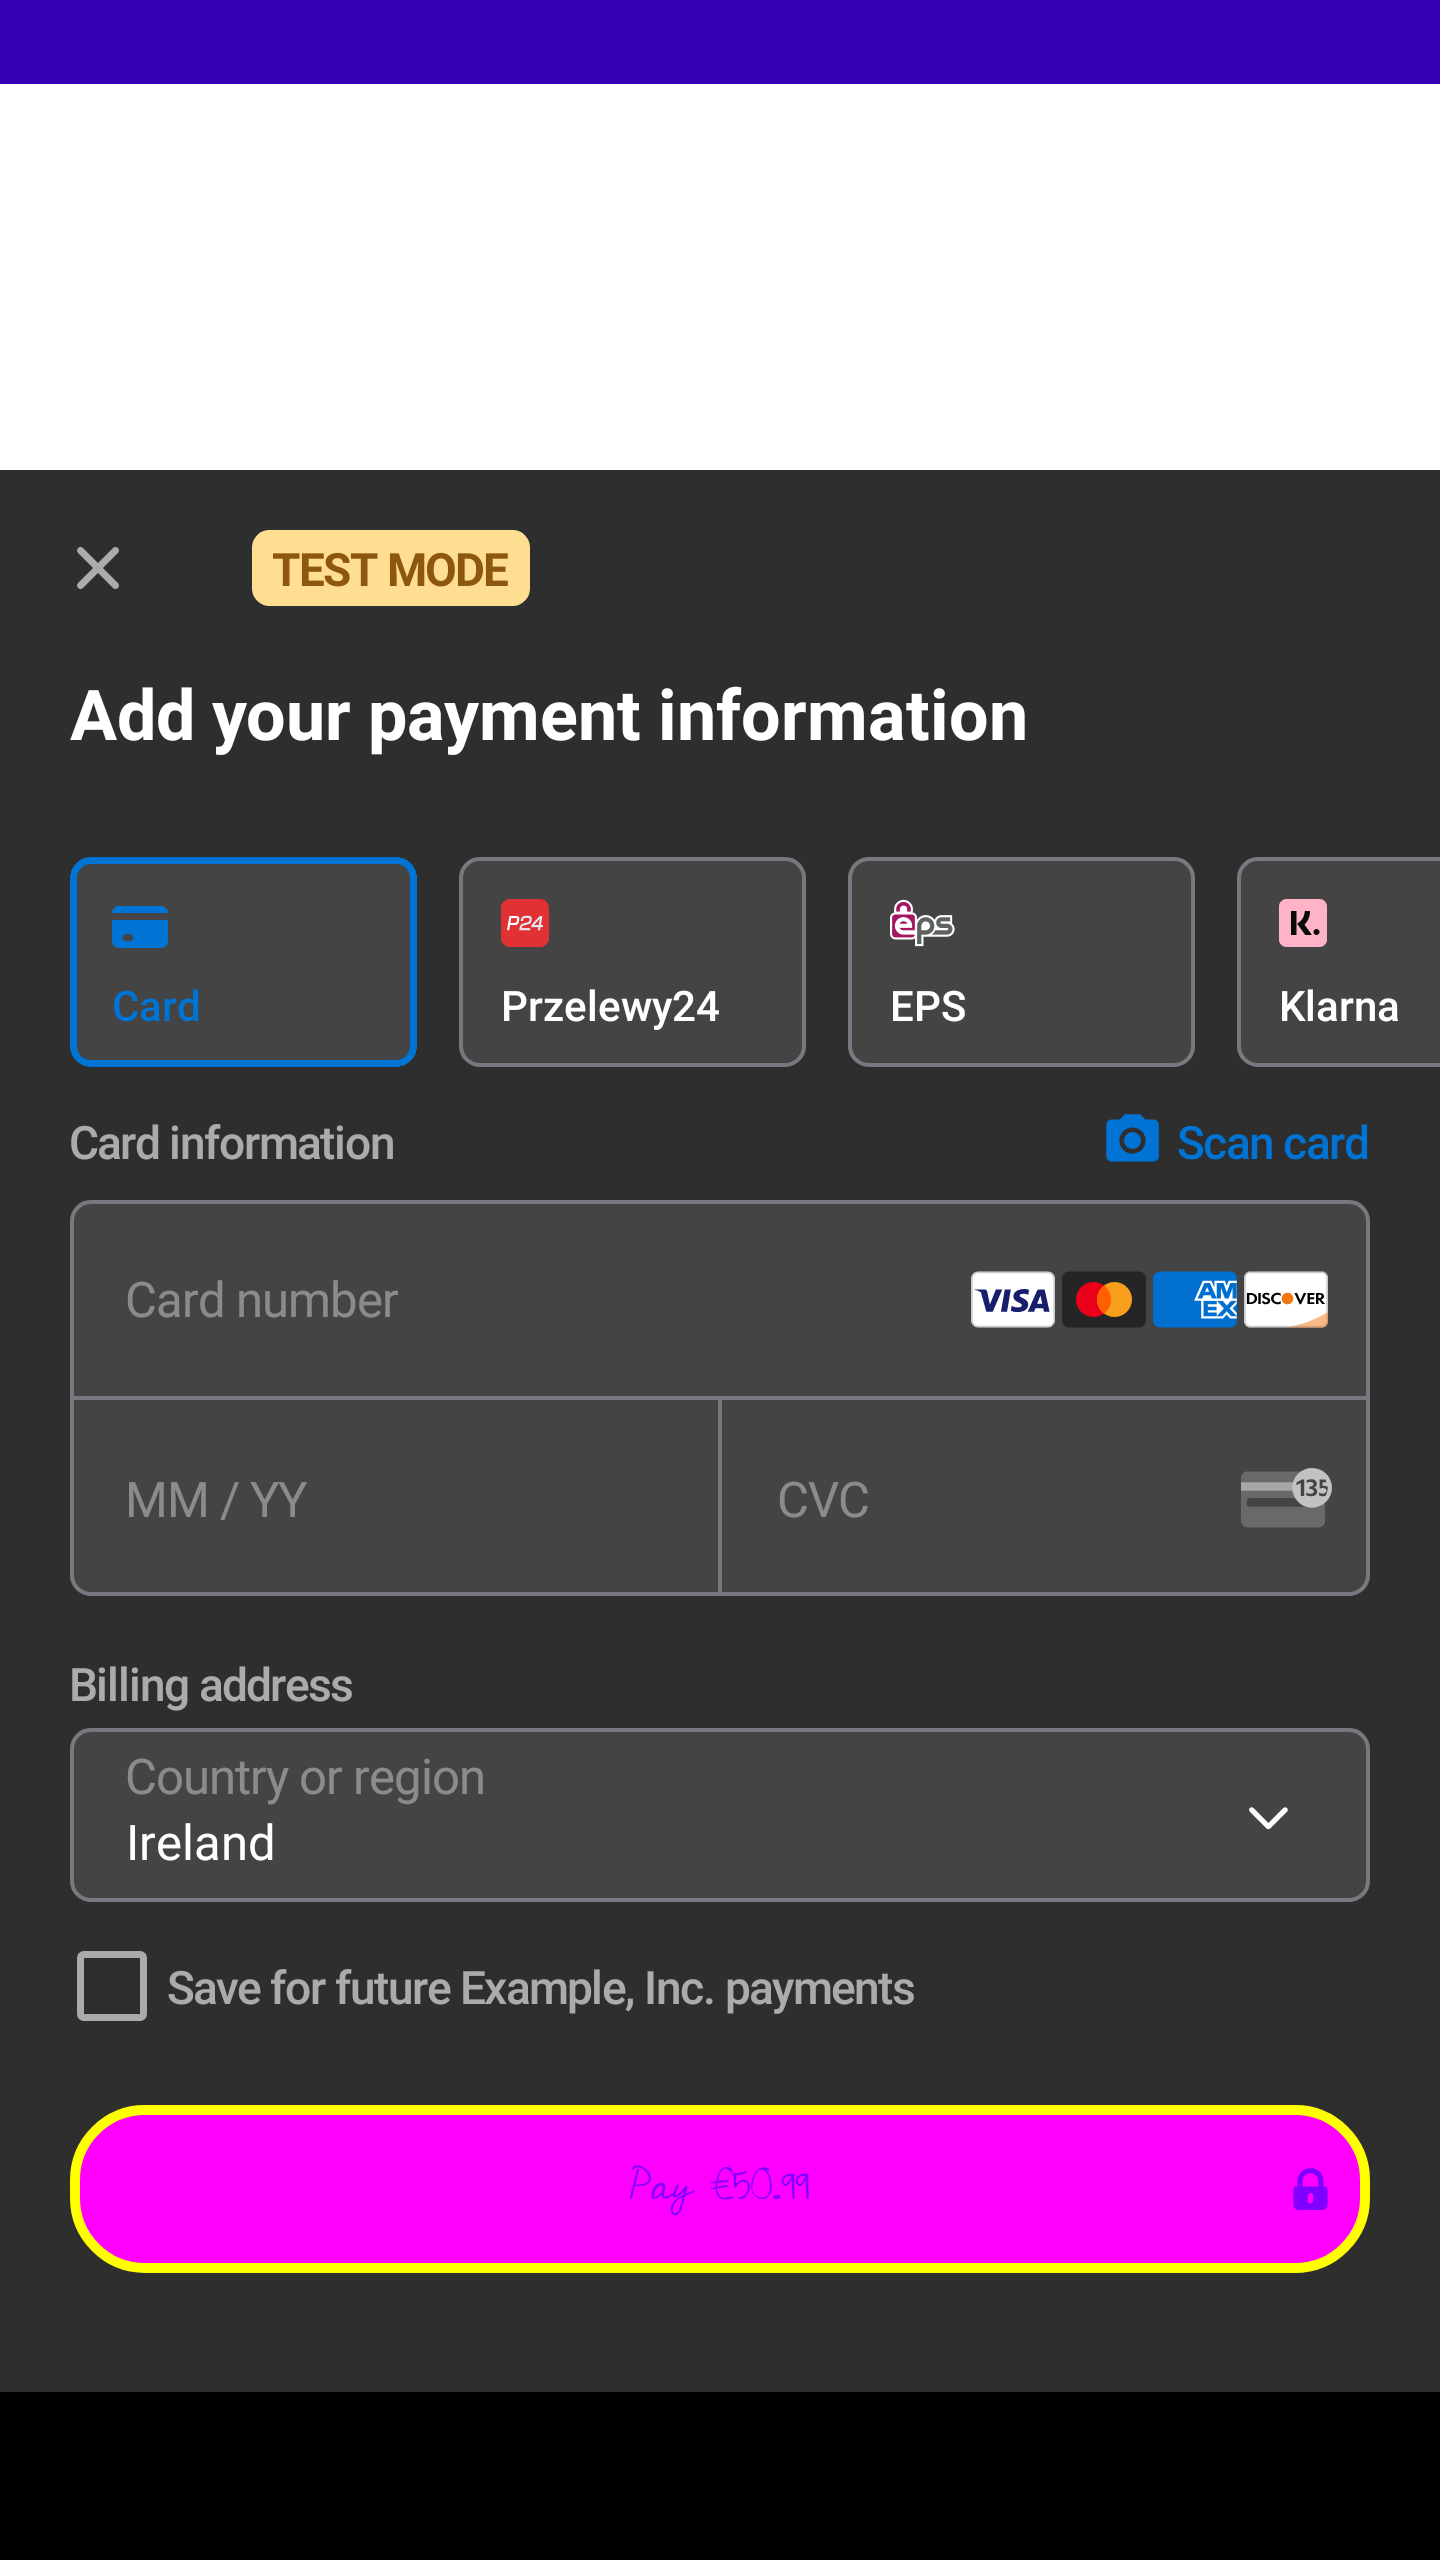 TEST MODE
Add your payment information
P24
eps
K.
Card
Przelewy24
EPS
Klarna
Card information
Scan card
Card number
VISA
AM
EX
DISCOVER
MM / YY
CVC
135
Billing address
Country or region
Ireland
Save for future Example, Inc. payments
Pay €50.99